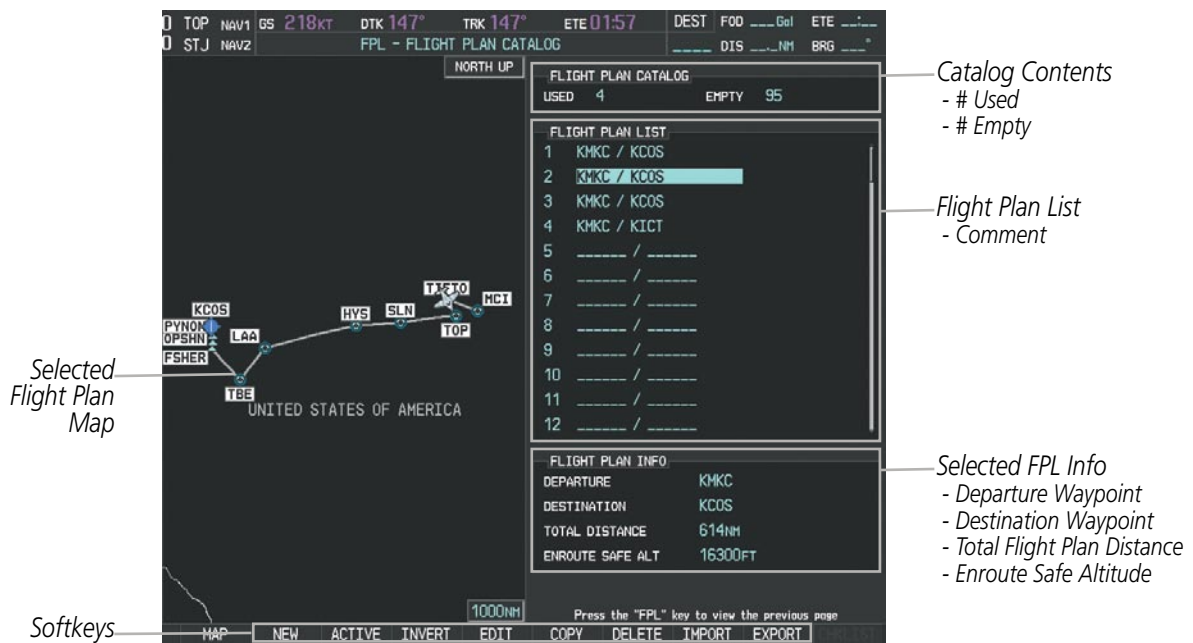 0 TOP NAV1 GS 218KT DTK 147° TRK 147° ETE 01:57 DEST FOD ___Gal ETE __:__
0 STJ NAV2 FPL - FLIGHT PLAN CATALOG ____ DIS __._NM BRG ___°
NORTH UP
FLIGHT PLAN CATALOG
USED 4 EMPTY 95
Catalog Contents
- # Used
- # Empty
FLIGHT PLAN LIST
1 KMKC / KCOS
2 KMKC / KCOS
3 KMKC / KCOS
4 KMKC / KICT
5 ______ / ______
6 ______ / ______
7 ______ / ______
8 ______ / ______
9 ______ / ______
10 ______ / ______
11 ______ / ______
12 ______ / ______
Flight Plan List
- Comment
TIFTO
MCI
KCOS
HYS
SLN
TOP
PYNON
OPSHN
LAA
FSHER
TBE
UNITED STATES OF AMERICA
Selected
Flight Plan
Map
FLIGHT PLAN INFO
DEPARTURE KMKC
DESTINATION KCOS
TOTAL DISTANCE 614NM
ENROUTE SAFE ALT 16300FT
Selected FPL Info
- Departure Waypoint
- Destination Waypoint
- Total Flight Plan Distance
- Enroute Safe Altitude
1000NM
Press the "FPL" key to view the previous page
Softkeys
MAP NEW ACTIVE INVERT EDIT COPY DELETE IMPORT EXPORT